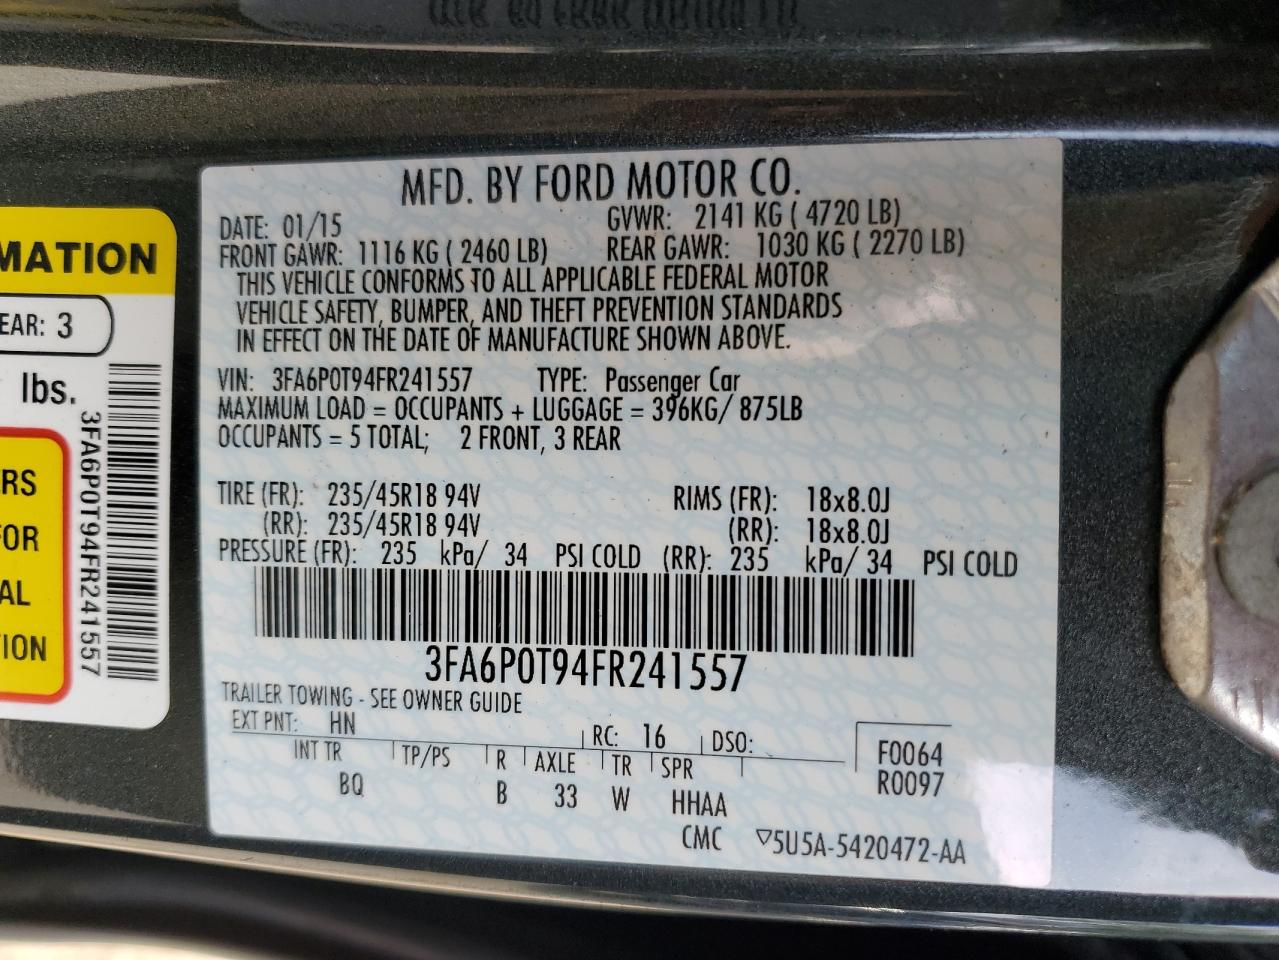 MATION
EAR: 3
lbs.
3FA6P0T94FR241557
RS
FOR
AL
TION
MFD. BY FORD MOTOR CO.
DATE: 01/15 GVWR: 2141 KG ( 4720 LB)
FRONT GAWR: 1116 KG ( 2460 LB) REAR GAWR: 1030 KG ( 2270 LB)
THIS VEHICLE CONFORMS TO ALL APPLICABLE FEDERAL MOTOR
VEHICLE SAFETY, BUMPER, AND THEFT PREVENTION STANDARDS
IN EFFECT ON THE DATE OF MANUFACTURE SHOWN ABOVE.
VIN: 3FA6P0T94FR241557 TYPE: Passenger Car
MAXIMUM LOAD = OCCUPANTS + LUGGAGE = 396KG/ 875LB
OCCUPANTS = 5 TOTAL; 2 FRONT, 3 REAR
TIRE (FR): 235/45R18 94V RIMS (FR): 18x8.0J
(RR): 235/45R18 94V (RR): 18x8.0J
PRESSURE (FR): 235 kPa/ 34 PSI COLD (RR): 235 kPa/ 34 PSI COLD
3FA6P0T94FR241557
TRAILER TOWING - SEE OWNER GUIDE
EXT PNT: HN RC: 16 DSO: F0064
INT TR TP/PS R AXLE TR SPR R0097
BQ B 33 W HHAA
CMC ▽5U5A-5420472-AA